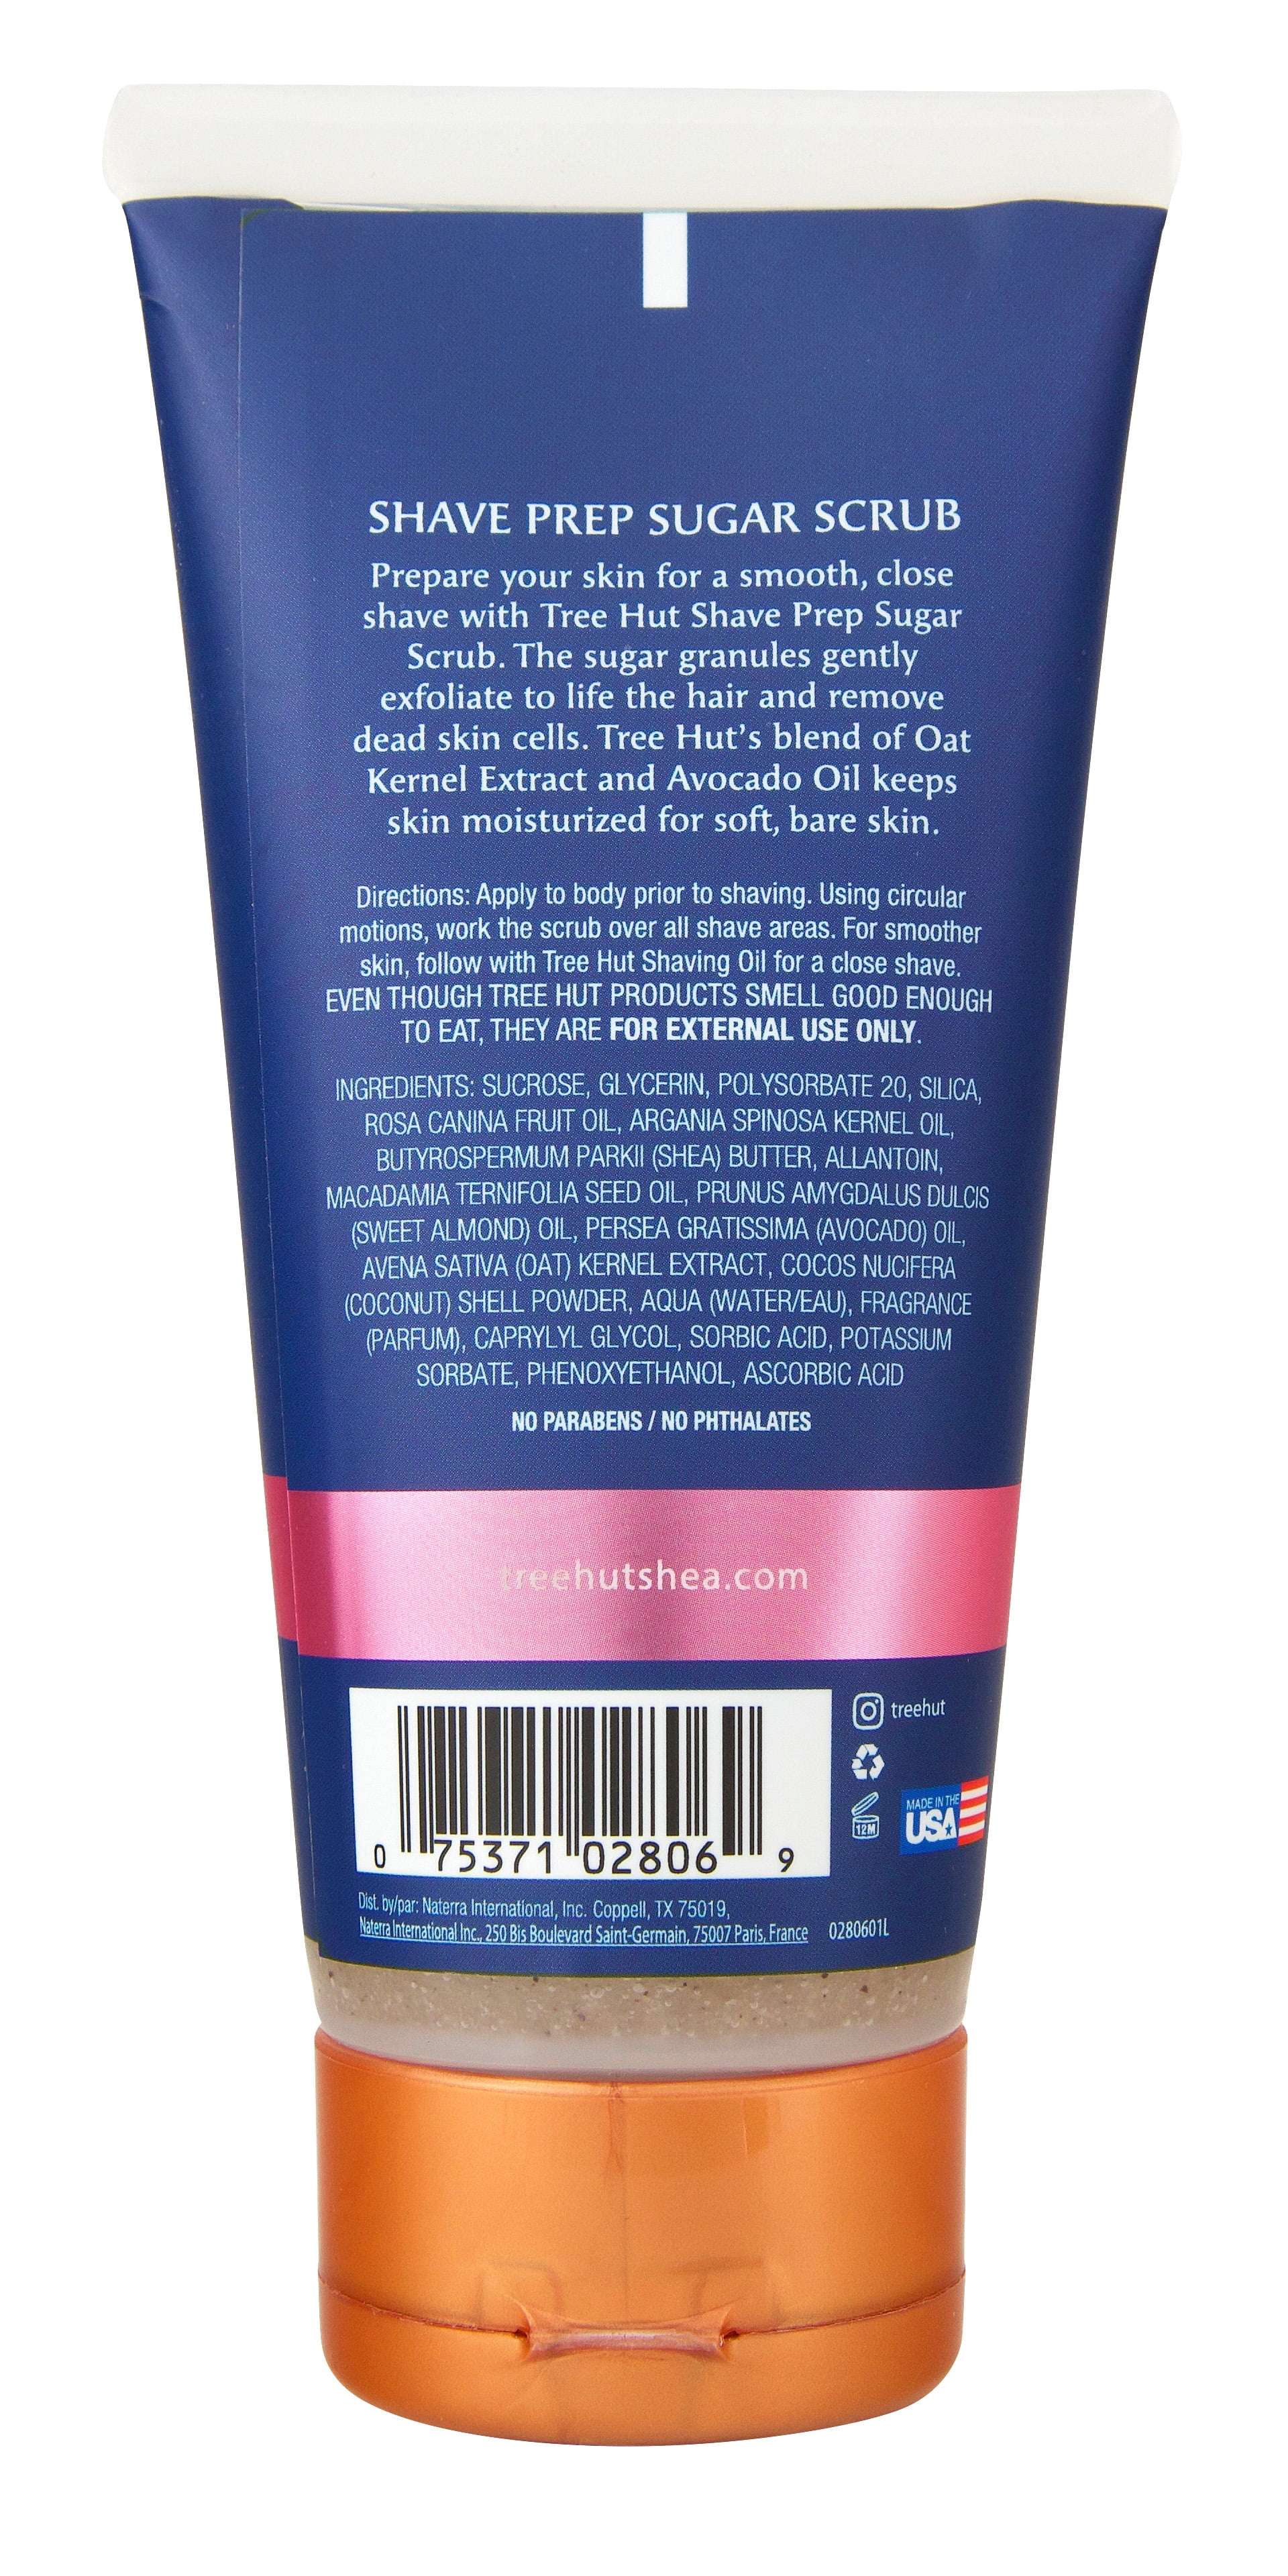 SHAVE PREP SUGAR SCRUB
Prepare your skin for a smooth, close
shave with Tree Hut Shave Prep Sugar
Scrub. The sugar granules gently
exfoliate to life the hair and remove
dead skin cells. Tree Hut's blend of Oat
Kernel Extract and Avocado Oil keeps
skin moisturized for soft, bare skin.
Directions: Apply to body prior to shaving. Using circular
motions, work the scrub over all shave areas. For smoother
skin, follow with Tree Hut Shaving Oil for a close shave.
EVEN THOUGH TREE HUT PRODUCTS SMELL GOOD ENOUGH
TO EAT, THEY ARE FOR EXTERNAL USE ONLY.
INGREDIENTS: SUCROSE, GLYCERIN, POLYSORBATE 20, SILICA,
ROSA CANINA FRUIT OIL, ARGANIA SPINOSA KERNEL OIL,
BUTYROSPERMUM PARKII (SHEA) BUTTER, ALLANTOIN,
MACADAMIA TERNIFOLIA SEED OIL, PRUNUS AMYGDALUS DULCIS
(SWEET ALMOND) OIL, PERSEA GRATISSIMA (AVOCADO) OIL,
AVENA SATIVA (OAT) KERNEL EXTRACT, COCOS NUCIFERA
(COCONUT) SHELL POWDER, AQUA (WATER/EAU), FRAGRANCE
(PARFUM), CAPRYLYL GLYCOL, SORBIC ACID, POTASSIUM
SORBATE, PHENOXYETHANOL, ASCORBIC ACID
NO PARABENS / NO PHTHALATES
treehutshea.com
treehut
12M
MADE IN THE
USA
0 75371 02806 9
Dist. by/par: Naterra International, Inc. Coppell, TX 75019,
Naterra International Inc., 250 Bis Boulevard Saint-Germain, 75007 Paris, France 0280601L